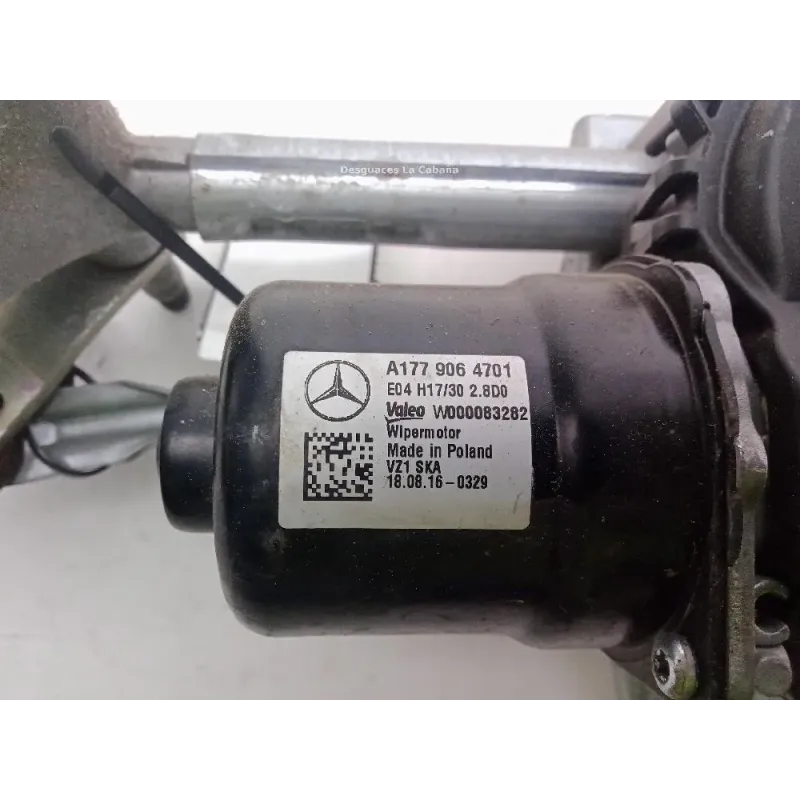 Desguaces La Cabana
A177 906 4701
E04 H17/30 2.8D0
Valeo W000083282
Wipermotor
Made in Poland
VZ1 SKA
18.08.16-0329